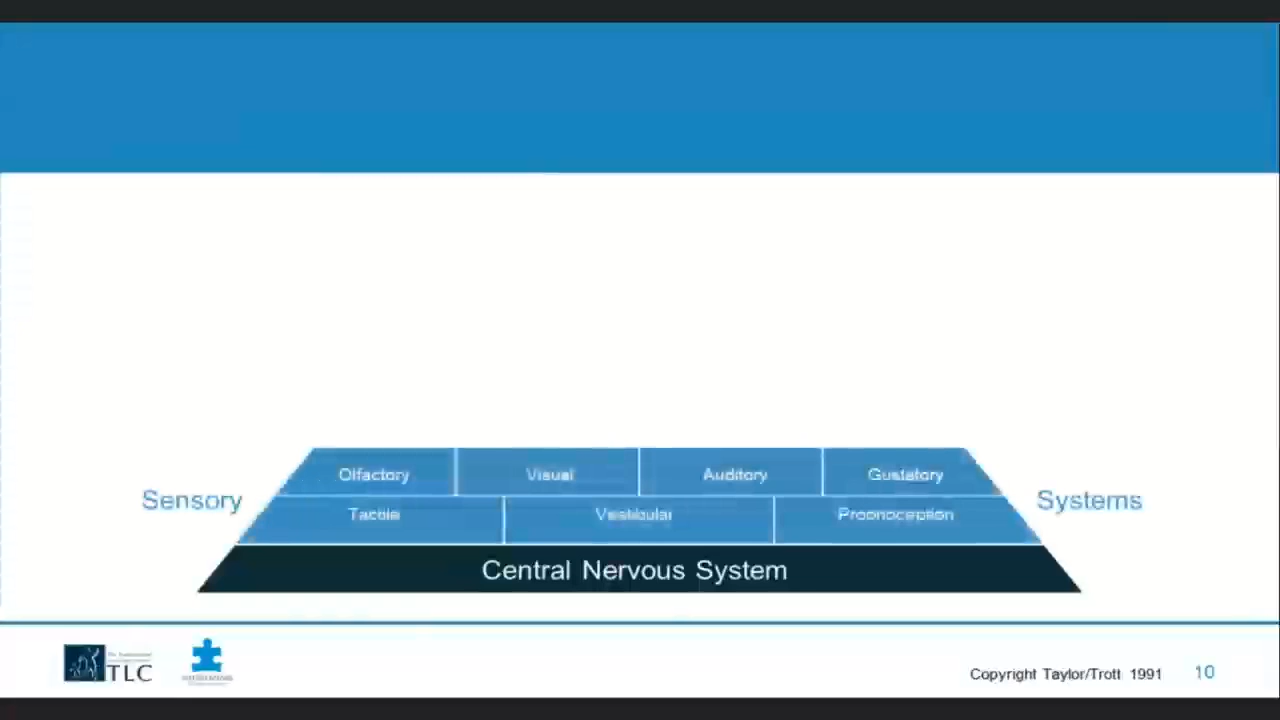 Olfactory Visual Auditory Gustatory
Sensory Systems
Tactile Vestibular Proprioception
Central Nervous System
TLC
Copyright Taylor/Trott 1991 10